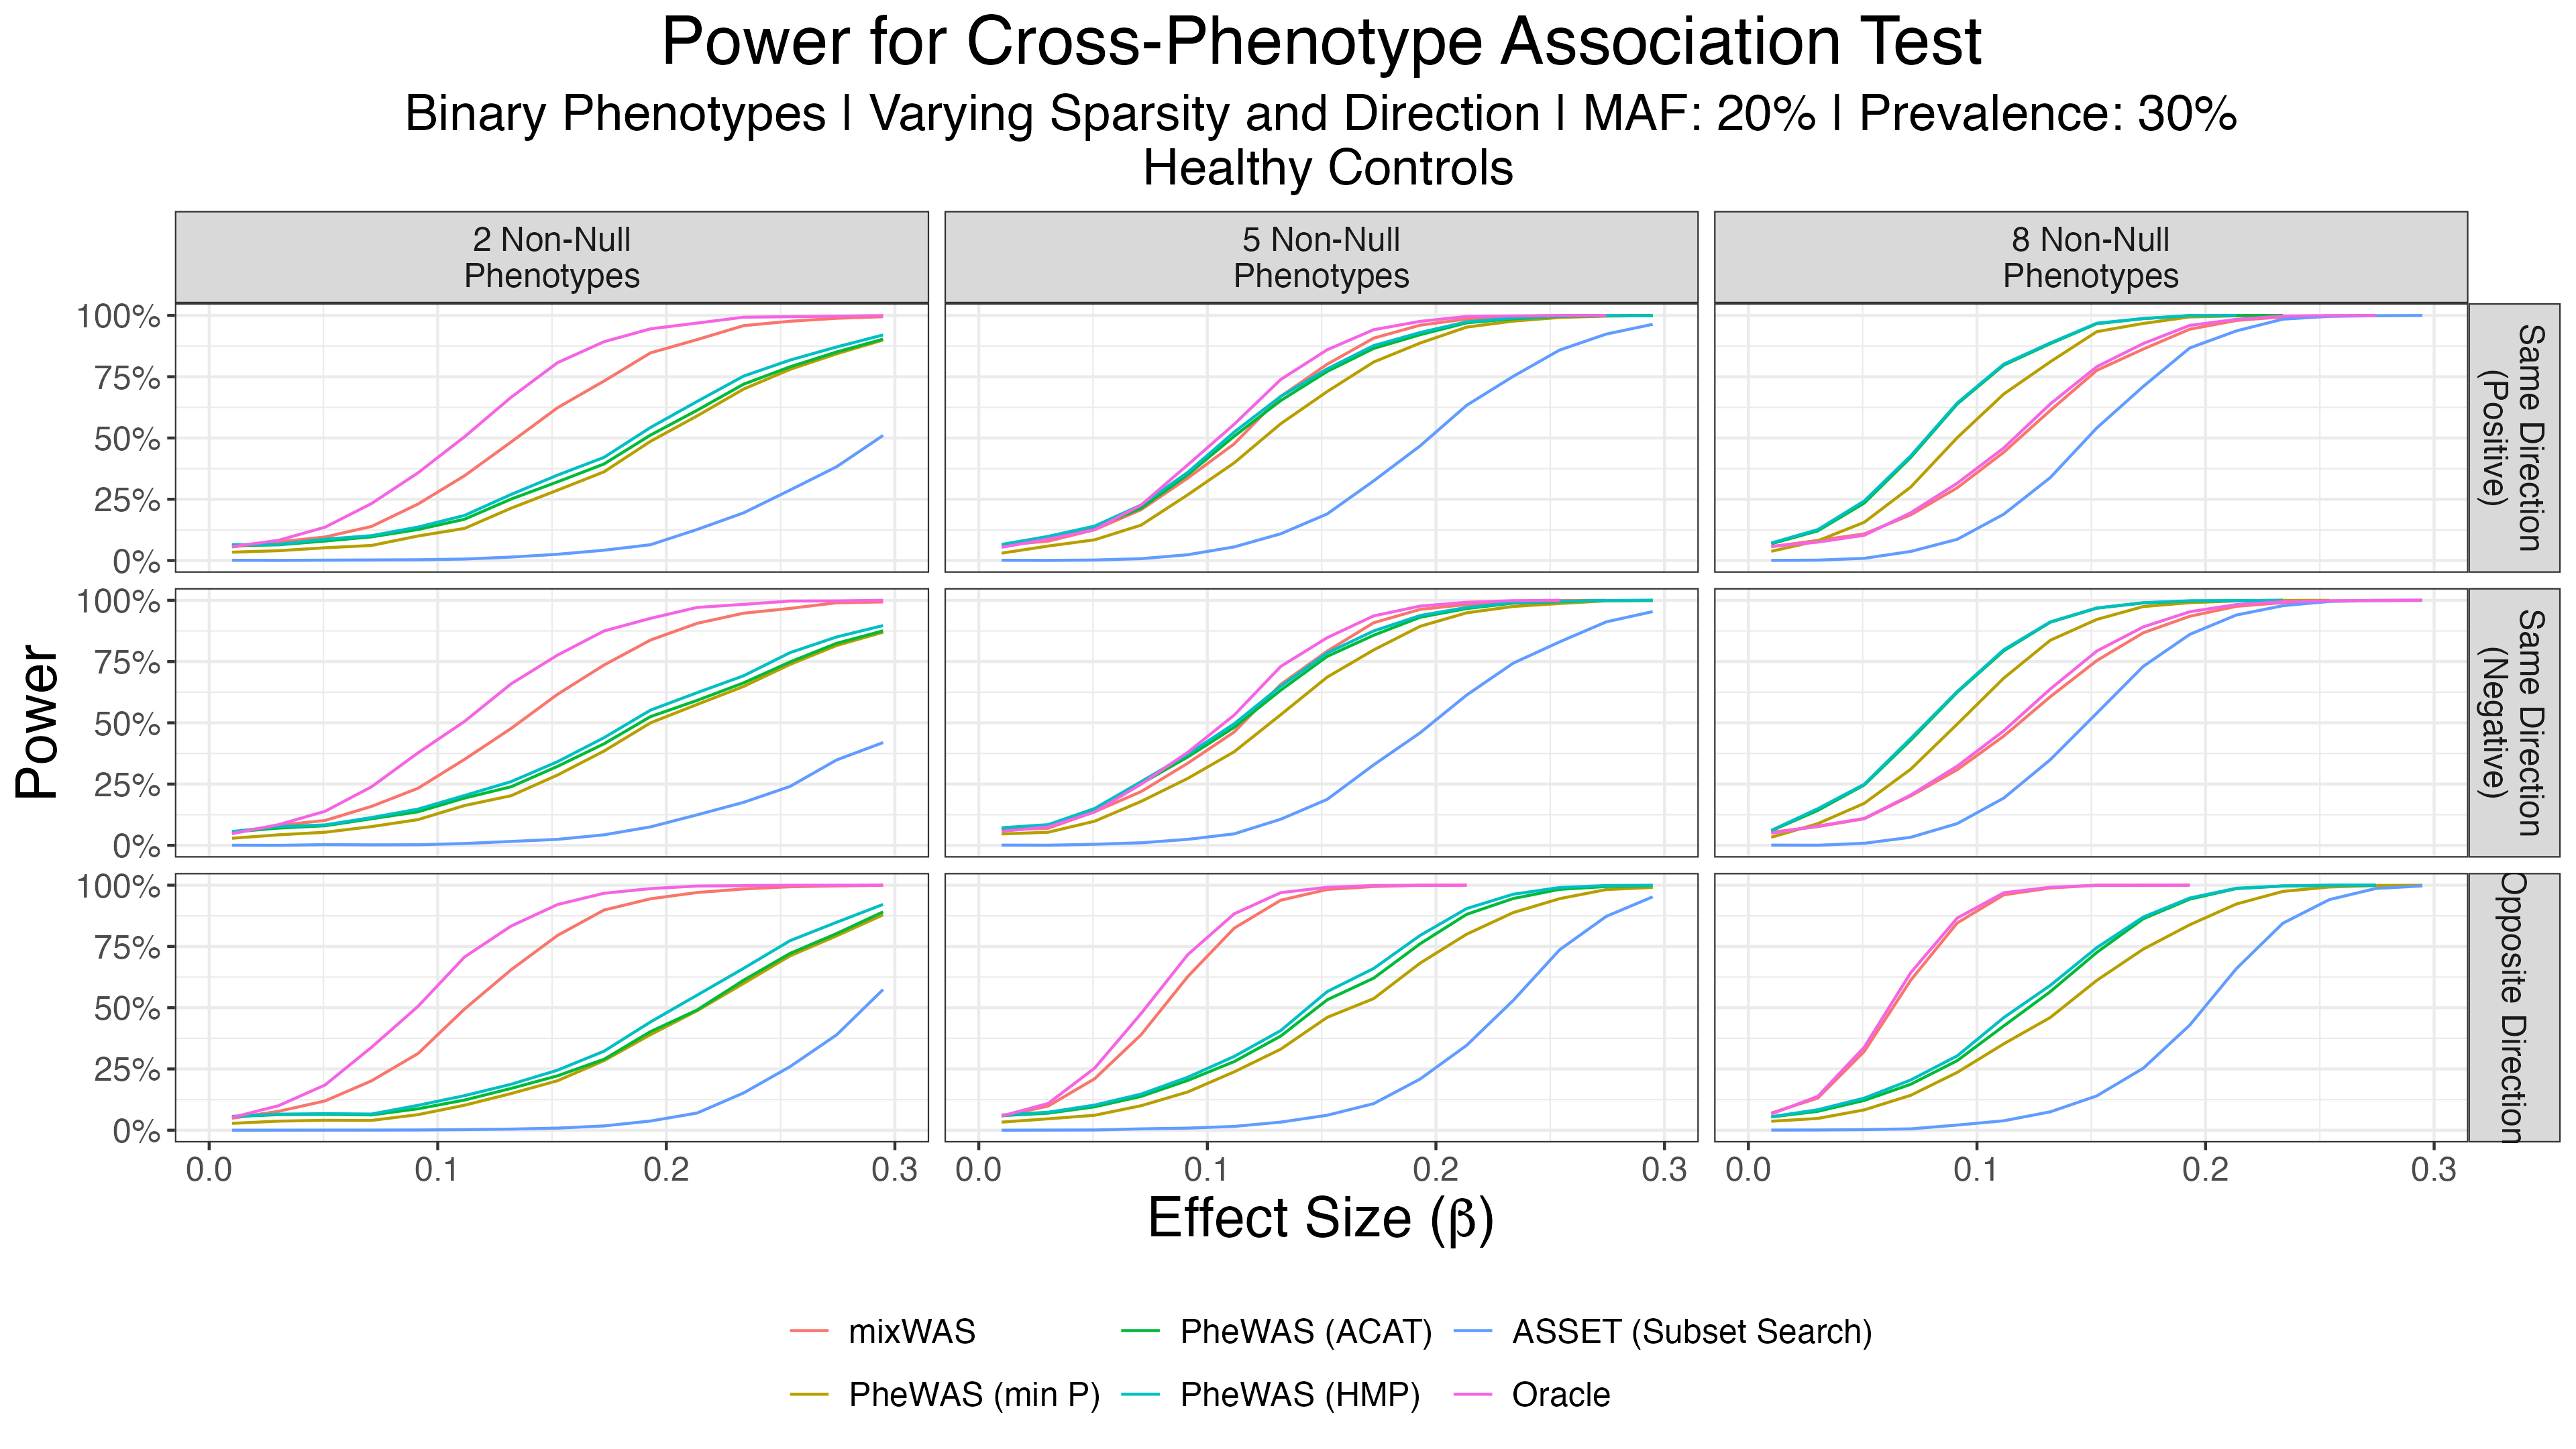 Power for Cross-Phenotype Association Test
Binary Phenotypes | Varying Sparsity and Direction | MAF: 20% | Prevalence: 30%
Healthy Controls
2 Non-Null
Phenotypes
5 Non-Null
Phenotypes
8 Non-Null
Phenotypes
100%
75%
50%
25%
0%
Same Direction
(Positive)
100%
75%
50%
25%
0%
Same Direction
(Negative)
100%
75%
50%
25%
0%
Opposite Direction
Power
0.0 0.1 0.2 0.3
0.0 0.1 0.2 0.3
0.0 0.1 0.2 0.3
Effect Size (β)
mixWAS
PheWAS (ACAT)
ASSET (Subset Search)
PheWAS (min P)
PheWAS (HMP)
Oracle